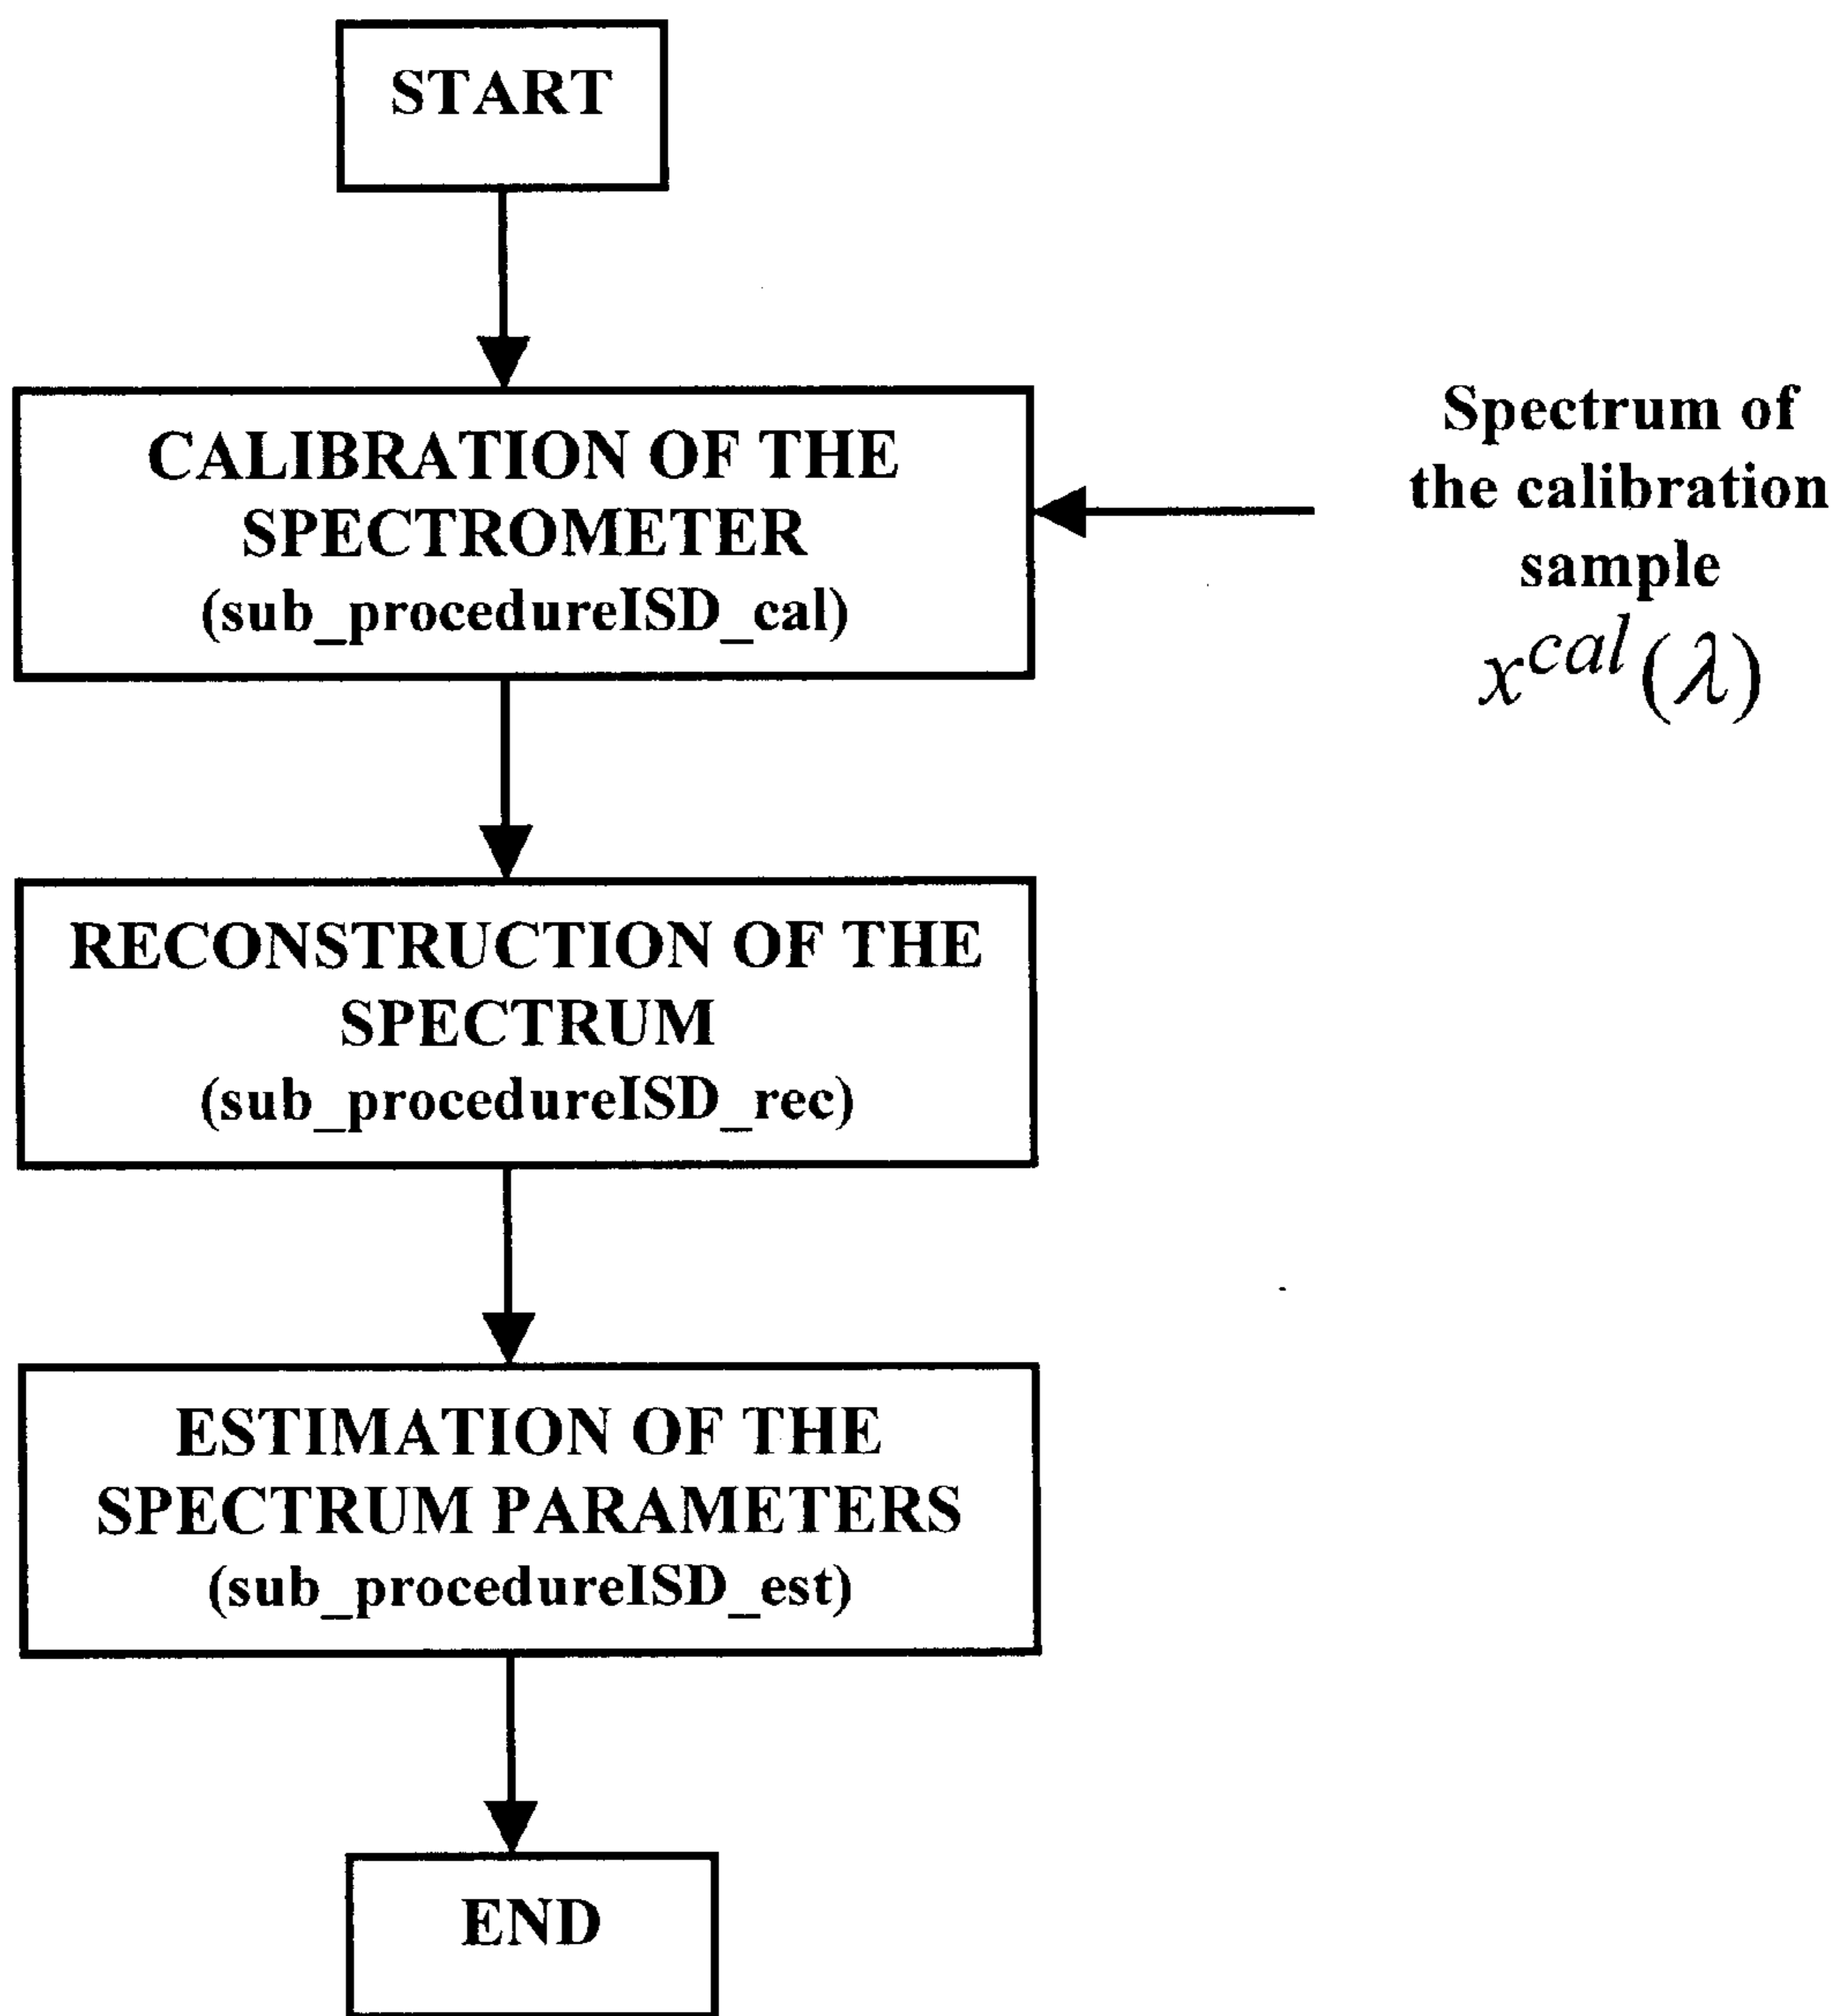 START
CALIBRATION OF THE
SPECTROMETER
(sub_procedureISD_cal)
Spectrum of
the calibration
sample
x^{cal}(λ)
RECONSTRUCTION OF THE
SPECTRUM
(sub_procedureISD_rec)
ESTIMATION OF THE
SPECTRUM PARAMETERS
(sub_procedureISD_est)
END